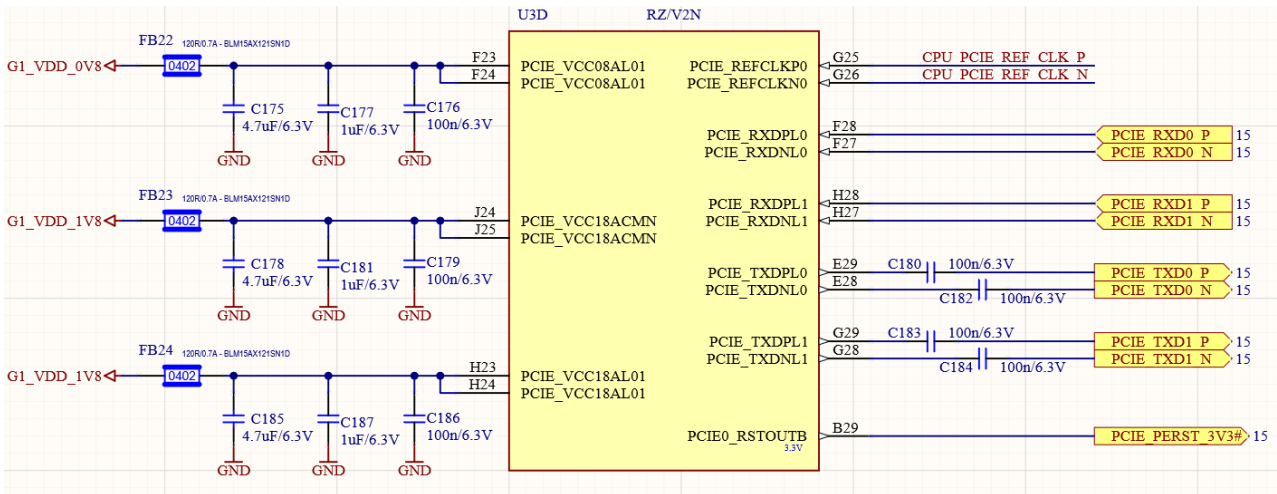 U3D RZ/V2N
FB22 120R/0.7A - BLM15AX121SN1D
G1_VDD_0V8 0402 F23 PCIE_VCC08AL01
F24 PCIE_VCC08AL01
C175 4.7uF/6.3V
C177 1uF/6.3V
C176 100n/6.3V
GND GND GND
FB23 120R/0.7A - BLM15AX121SN1D
G1_VDD_1V8 0402 J24 PCIE_VCC18ACMN
J25 PCIE_VCC18ACMN
C178 4.7uF/6.3V
C181 1uF/6.3V
C179 100n/6.3V
GND GND GND
FB24 120R/0.7A - BLM15AX121SN1D
G1_VDD_1V8 0402 H23 PCIE_VCC18AL01
H24 PCIE_VCC18AL01
C185 4.7uF/6.3V
C187 1uF/6.3V
C186 100n/6.3V
GND GND GND
PCIE_REFCLKP0 G25 CPU_PCIE_REF_CLK_P
PCIE_REFCLKN0 G26 CPU_PCIE_REF_CLK_N
PCIE_RXDPL0 F28 PCIE_RXD0_P 15
PCIE_RXDNL0 F27 PCIE_RXD0_N 15
PCIE_RXDPL1 H28 PCIE_RXD1_P 15
PCIE_RXDNL1 H27 PCIE_RXD1_N 15
PCIE_TXDPL0 E29 C180 100n/6.3V PCIE_TXD0_P 15
PCIE_TXDNL0 E28 C182 100n/6.3V PCIE_TXD0_N 15
PCIE_TXDPL1 G29 C183 100n/6.3V PCIE_TXD1_P 15
PCIE_TXDNL1 G28 C184 100n/6.3V PCIE_TXD1_N 15
PCIE0_RSTOUTB B29 PCIE_PERST_3V3# 15
3.3V